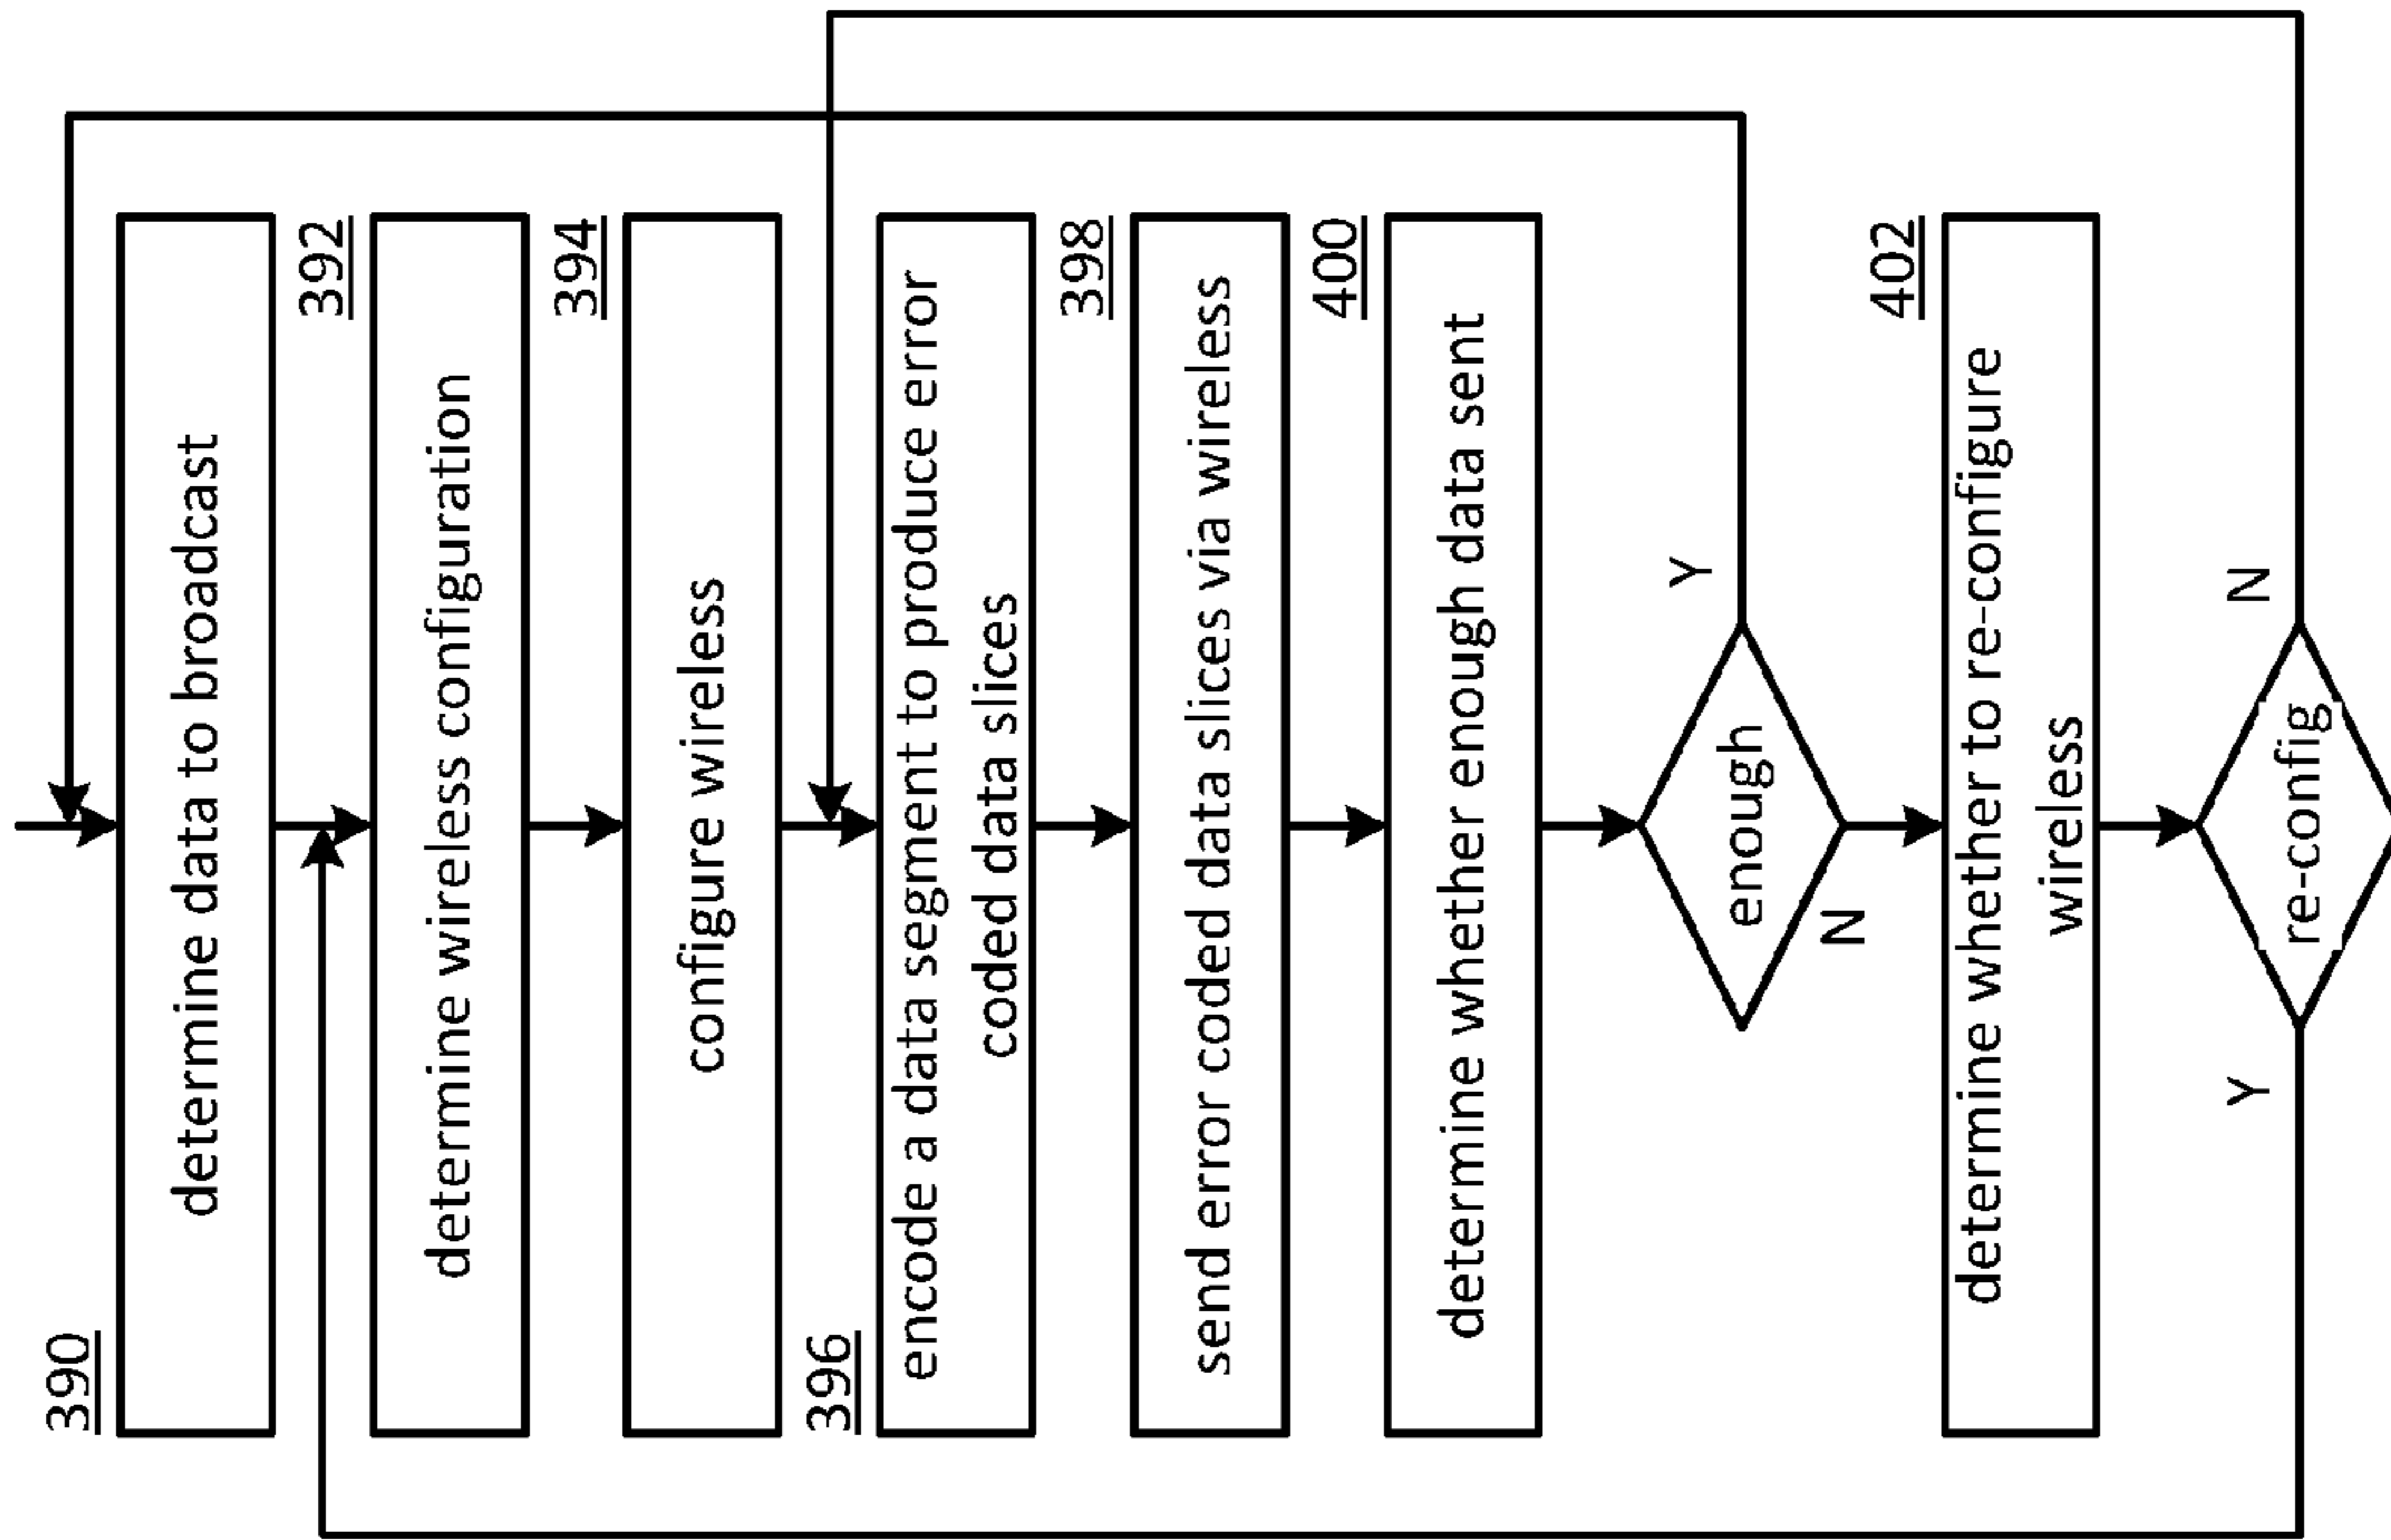 390
determine data to broadcast
392
determine wireless configuration
394
configure wireless
396
encode a data segment to produce error
coded data slices
398
send error coded data slices via wireless
400
determine whether enough data sent
enough
Y
N
402
determine whether to re-configure
wireless
Y
re-config
N